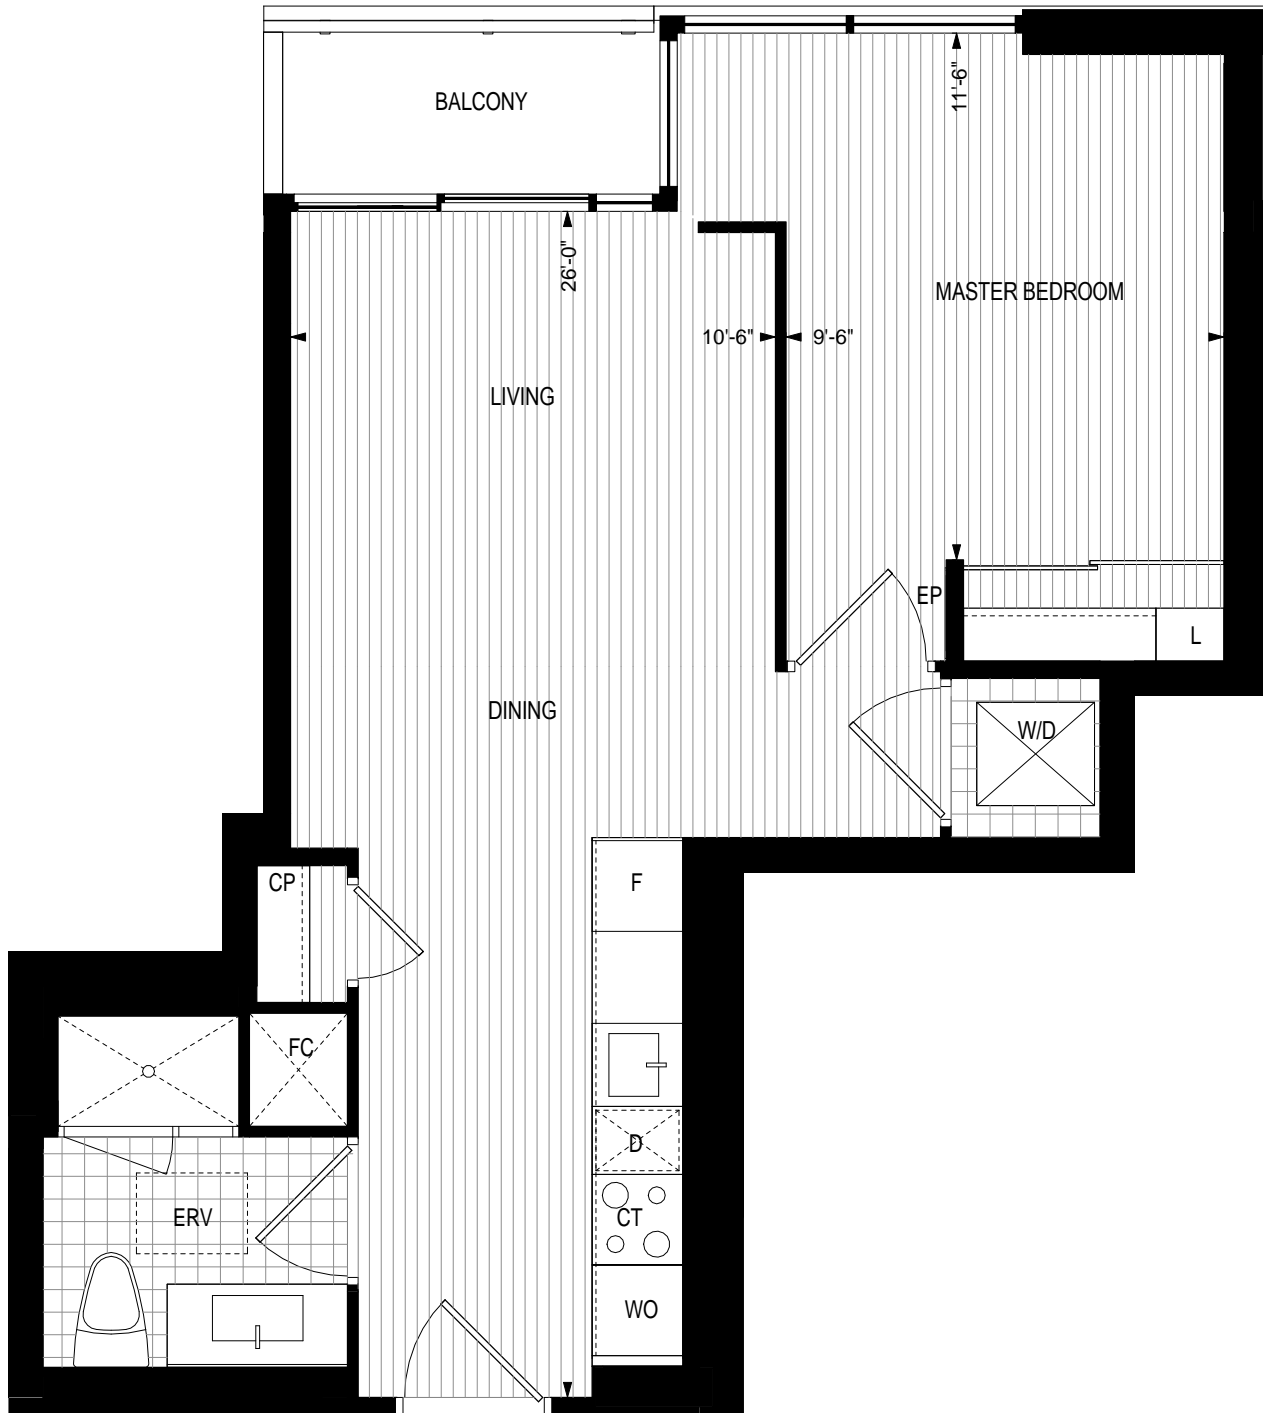 BALCONY
11'-6"
26'-0"
MASTER BEDROOM
10'-6"
9'-6"
LIVING
EP
L
DINING
W/D
CP
F
FC
D
ERV
CT
WO